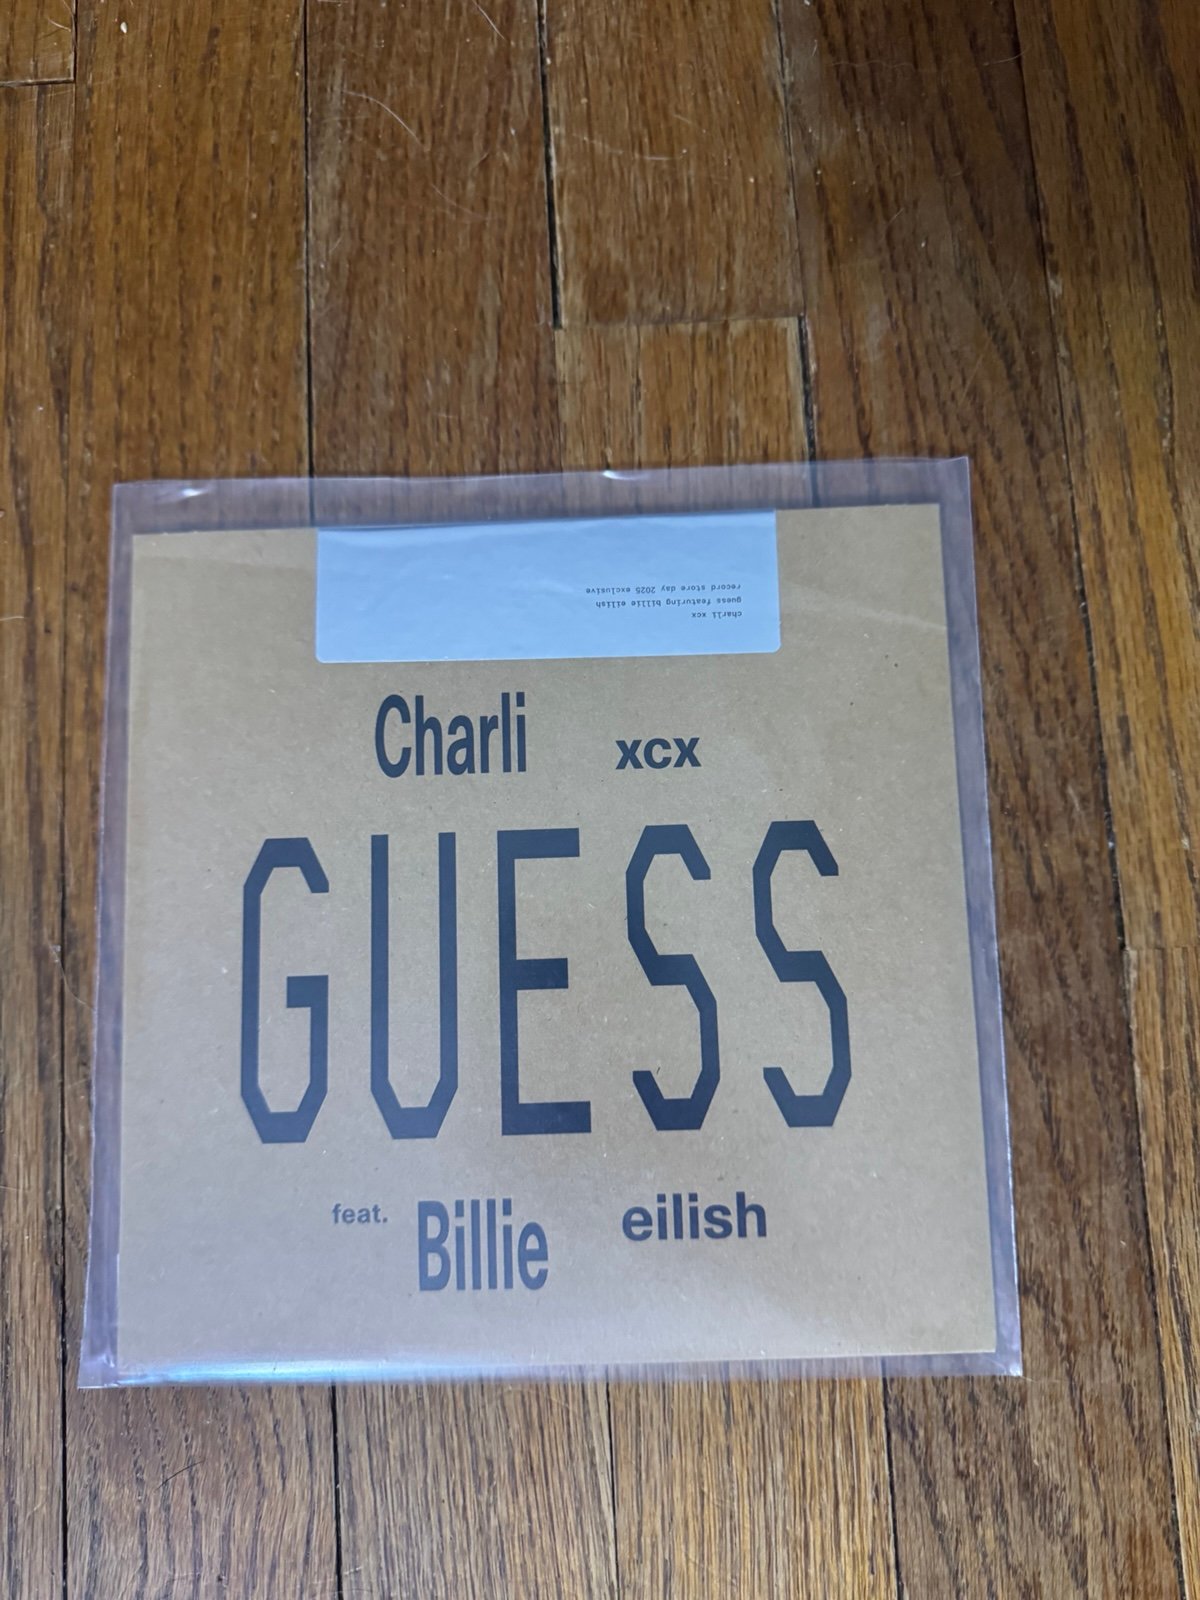 charli xcx
guess featuring billie eilish
record store day 2025 exclusive
Charli xcx
GUESS
feat. Billie eilish